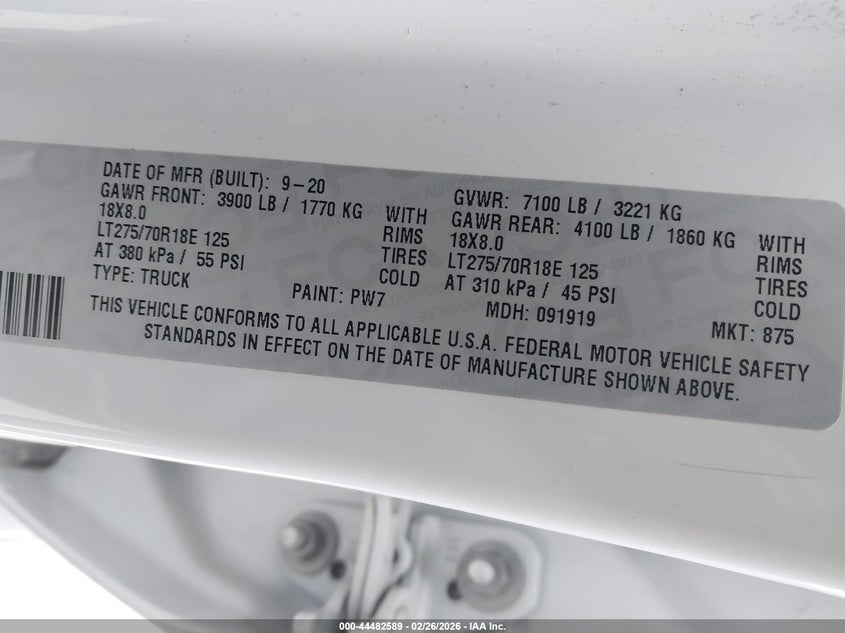 DATE OF MFR (BUILT): 9-20
GVWR: 7100 LB / 3221 KG
GAWR FRONT: 3900 LB / 1770 KG WITH
18X8.0 RIMS
LT275/70R18E 125 TIRES
AT 380 kPa / 55 PSI COLD
GAWR REAR: 4100 LB / 1860 KG WITH
18X8.0 RIMS
LT275/70R18E 125 TIRES
AT 310 kPa / 45 PSI COLD
TYPE: TRUCK PAINT: PW7 MDH: 091919 MKT: 875
THIS VEHICLE CONFORMS TO ALL APPLICABLE U.S.A. FEDERAL MOTOR VEHICLE SAFETY
STANDARDS IN EFFECT ON THE DATE OF MANUFACTURE SHOWN ABOVE.
000-44482589 - 02/26/2026 - IAA Inc.